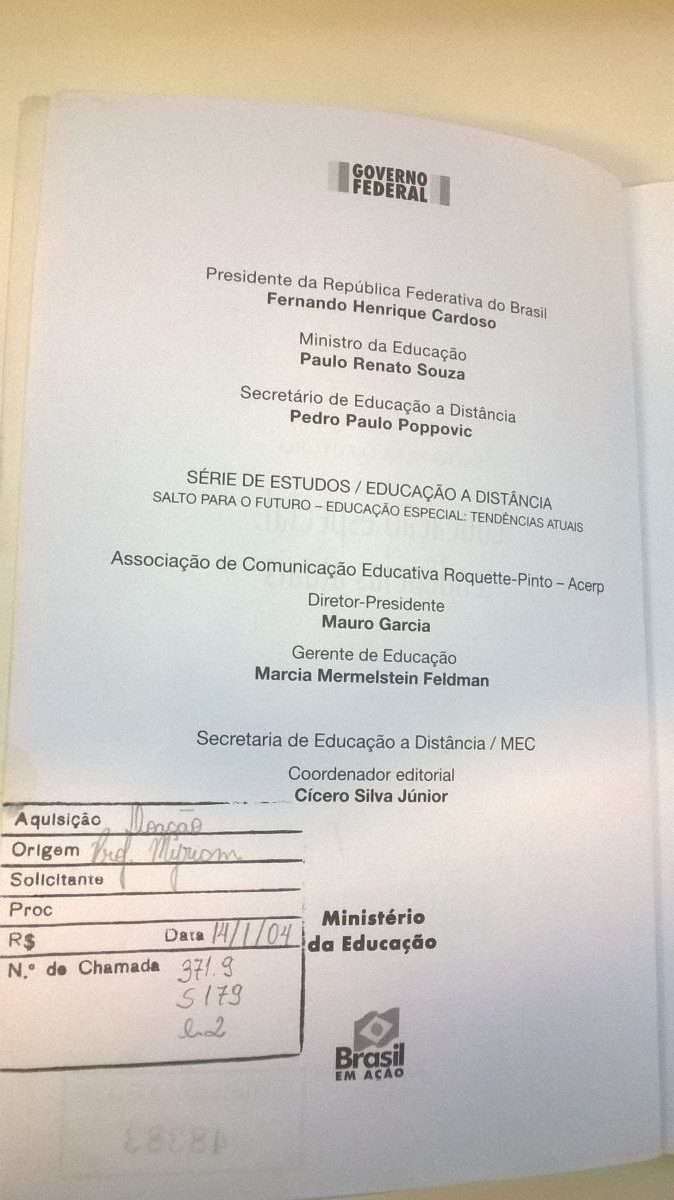 GOVERNO
FEDERAL
Presidente da República Federativa do Brasil
Fernando Henrique Cardoso
Ministro da Educação
Paulo Renato Souza
Secretário de Educação a Distância
Pedro Paulo Poppovic
SÉRIE DE ESTUDOS / EDUCAÇÃO A DISTÂNCIA
SALTO PARA O FUTURO – EDUCAÇÃO ESPECIAL: TENDÊNCIAS ATUAIS
Associação de Comunicação Educativa Roquette-Pinto – Acerp
Diretor-Presidente
Mauro Garcia
Gerente de Educação
Marcia Mermelstein Feldman
Secretaria de Educação a Distância / MEC
Coordenador editorial
Cícero Silva Júnior
Aquisição Doação
Origem Prof Myriam
Solicitante
Proc
R$ Data 14/1/04
N.º de Chamada 371.9
S179
e.2
Ministério
da Educação
Brasil
EM AÇÃO